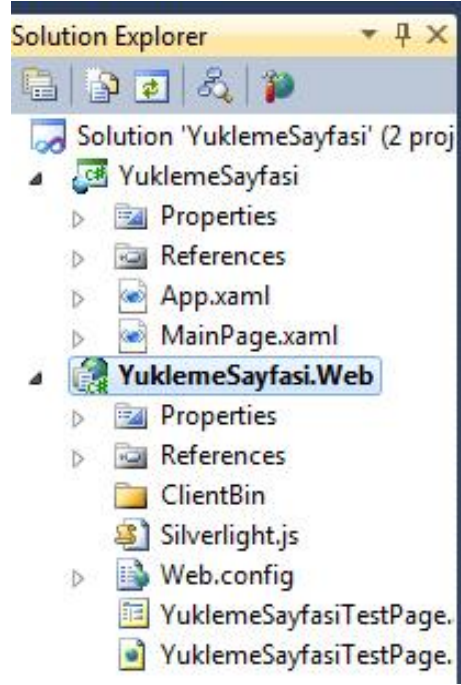 Solution Explorer
Solution 'YuklemeSayfasi' (2 proj
YuklemeSayfasi
Properties
References
App.xaml
MainPage.xaml
YuklemeSayfasi.Web
Properties
References
ClientBin
Silverlight.js
Web.config
YuklemeSayfasiTestPage.
YuklemeSayfasiTestPage.